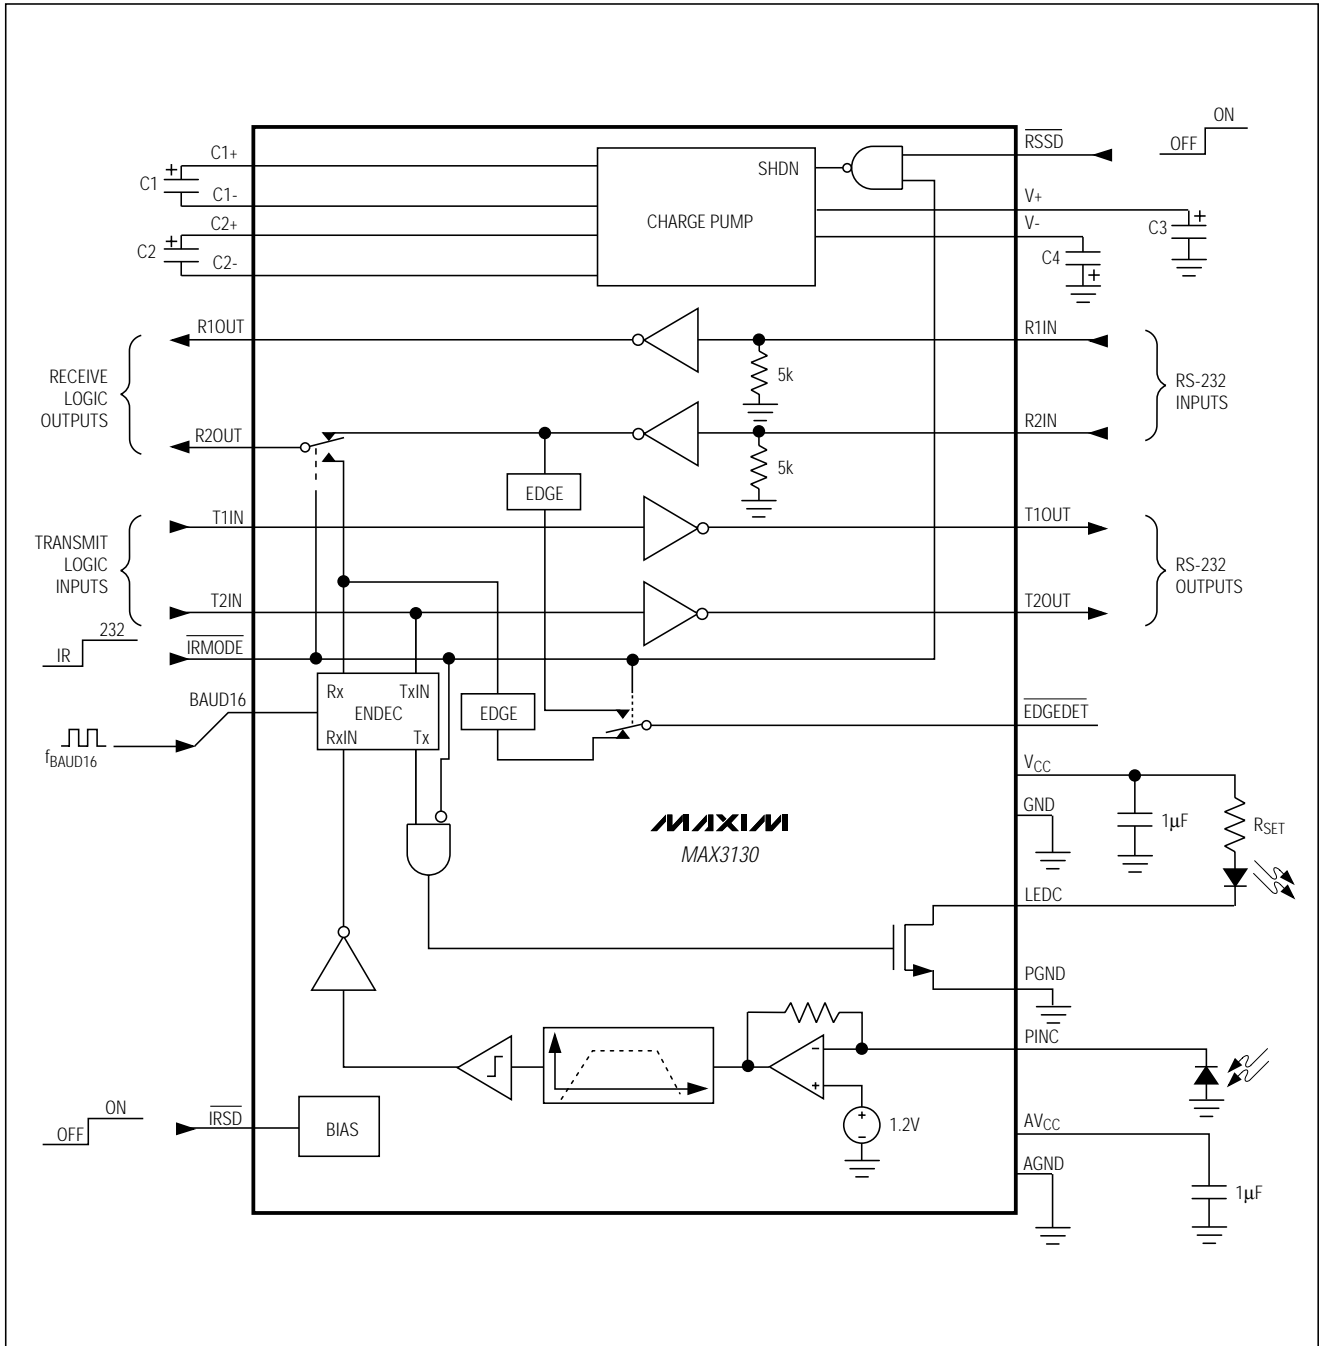 ON
OFF
RSSD
C1+
C1
+
C1-
C2+
+
C2
C2-
SHDN
CHARGE PUMP
V+
V-
+
C3
C4
+
R1OUT
R1IN
5k
RECEIVE
LOGIC
OUTPUTS
RS-232
INPUTS
R2OUT
R2IN
5k
EDGE
T1IN
T1OUT
TRANSMIT
LOGIC
INPUTS
RS-232
OUTPUTS
T2IN
T2OUT
232
IR
IRMODE
BAUD16
fBAUD16
Rx TxIN
ENDEC
RxIN Tx
EDGE
EDGEDET
VCC
GND
1µF
RSET
MAXIM
MAX3130
LEDC
PGND
PINC
−
+
+
−
1.2V
ON
OFF
IRSD
BIAS
AVCC
AGND
1µF